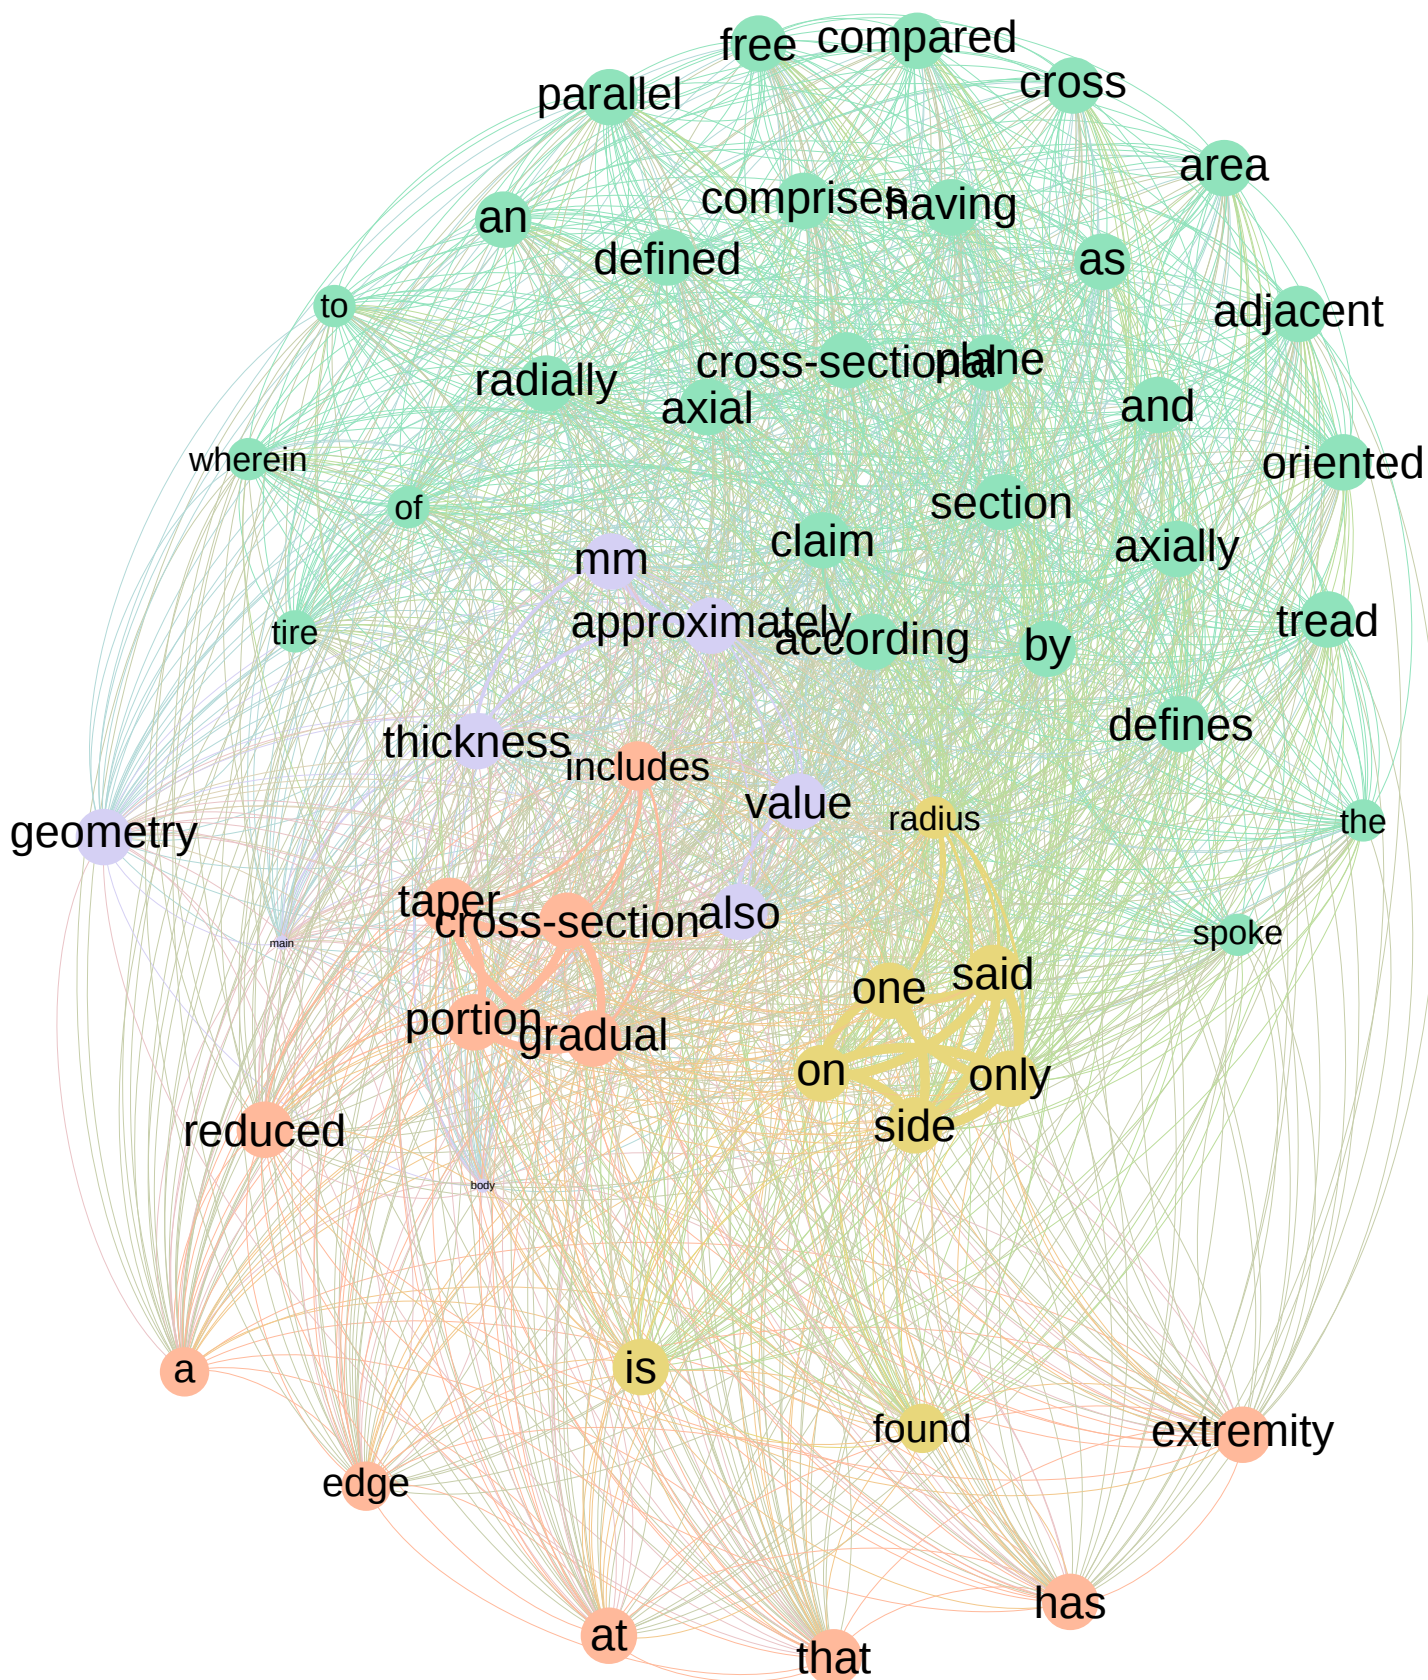 free
compared
cross
parallel
area
comprises
having
an
defined
as
to
adjacent
cross-sectional
plane
radially
axial
and
wherein
oriented
of
section
claim
axially
mm
approximately
according
by
tire
tread
thickness
includes
defines
geometry
value
radius
the
taper
cross-section
also
main
spoke
one
said
portion
gradual
on
only
reduced
side
body
a
is
found
extremity
edge
has
at
that